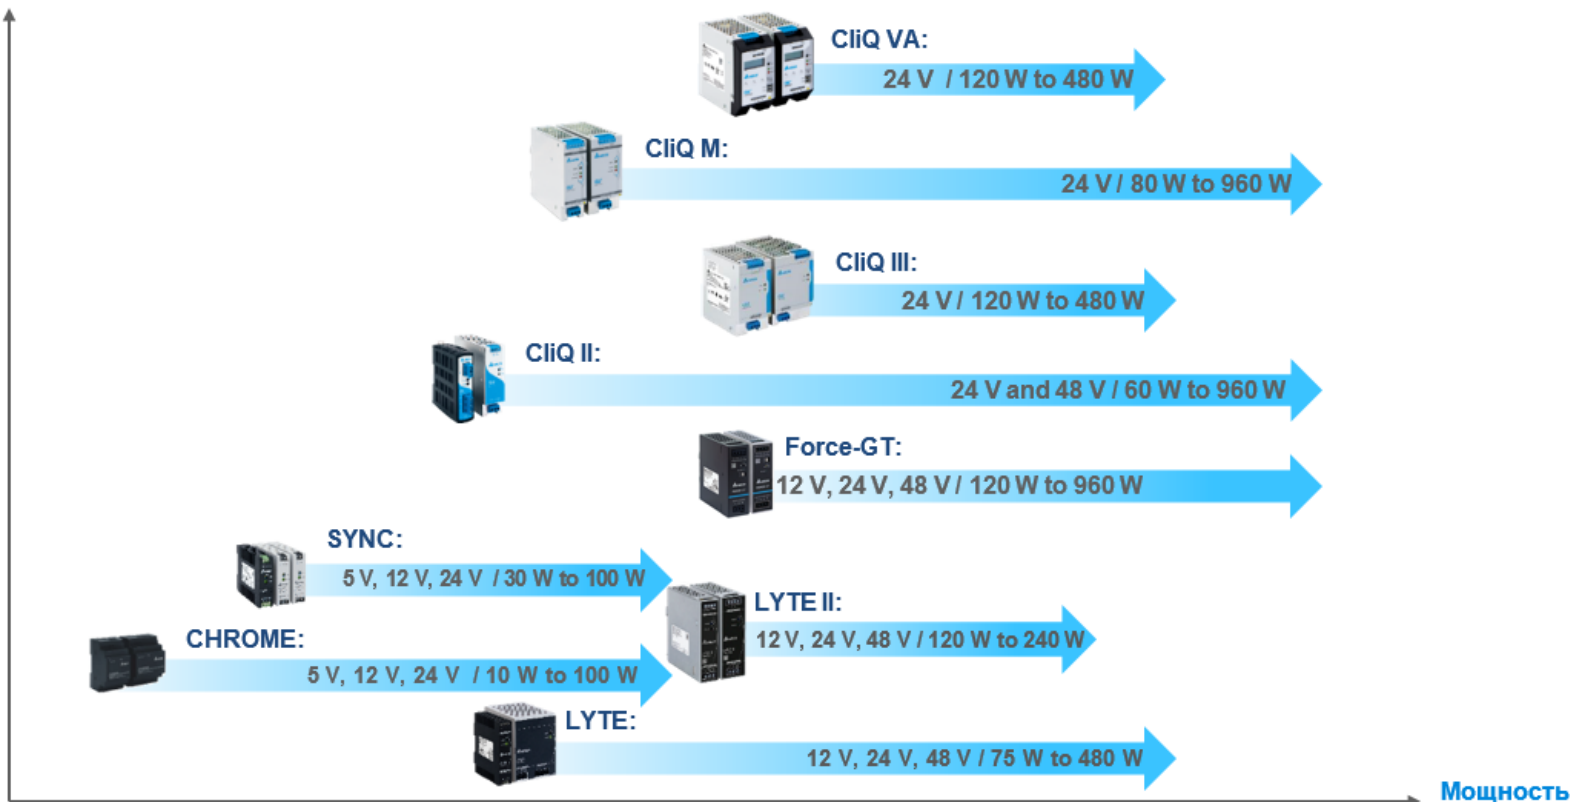 CliQ VA:
24 V / 120 W to 480 W
CliQ M:
24 V / 80 W to 960 W
CliQ III:
24 V / 120 W to 480 W
CliQ II:
24 V and 48 V / 60 W to 960 W
Force-GT:
12 V, 24 V, 48 V / 120 W to 960 W
SYNC:
5 V, 12 V, 24 V / 30 W to 100 W
LYTE II:
12 V, 24 V, 48 V / 120 W to 240 W
CHROME:
5 V, 12 V, 24 V / 10 W to 100 W
LYTE:
12 V, 24 V, 48 V / 75 W to 480 W
Мощность